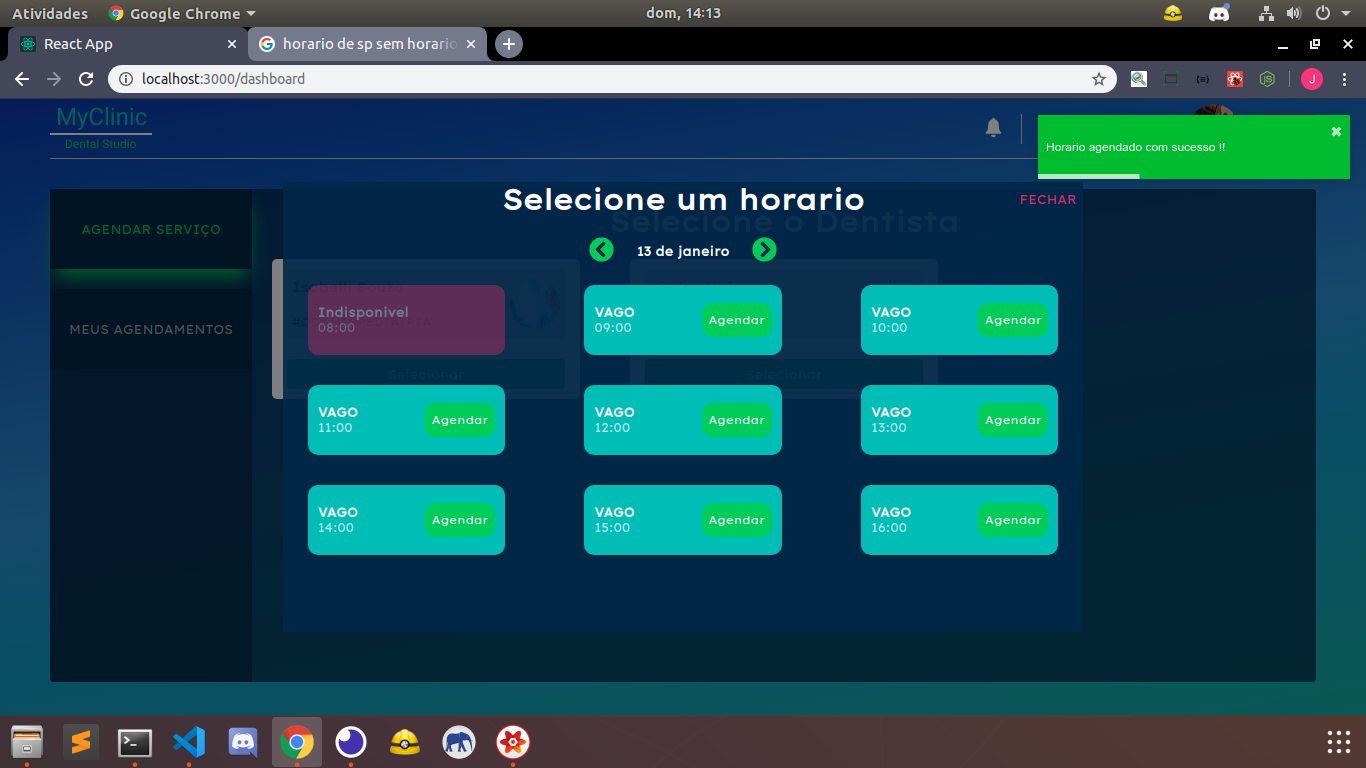 Atividades
Google Chrome
dom, 14:13
React App
horario de sp sem horario
localhost:3000/dashboard
J
MyClinic
Dental Studio
Horario agendado com sucesso !!
Selecione um horario
FECHAR
Selecione o Dentista
AGENDAR SERVIÇO
13 de janeiro
MEUS AGENDAMENTOS
Indisponivel
08:00
VAGO
09:00
Agendar
VAGO
10:00
Agendar
Selecionar
Selecionar
VAGO
11:00
Agendar
VAGO
12:00
Agendar
VAGO
13:00
Agendar
VAGO
14:00
Agendar
VAGO
15:00
Agendar
VAGO
16:00
Agendar